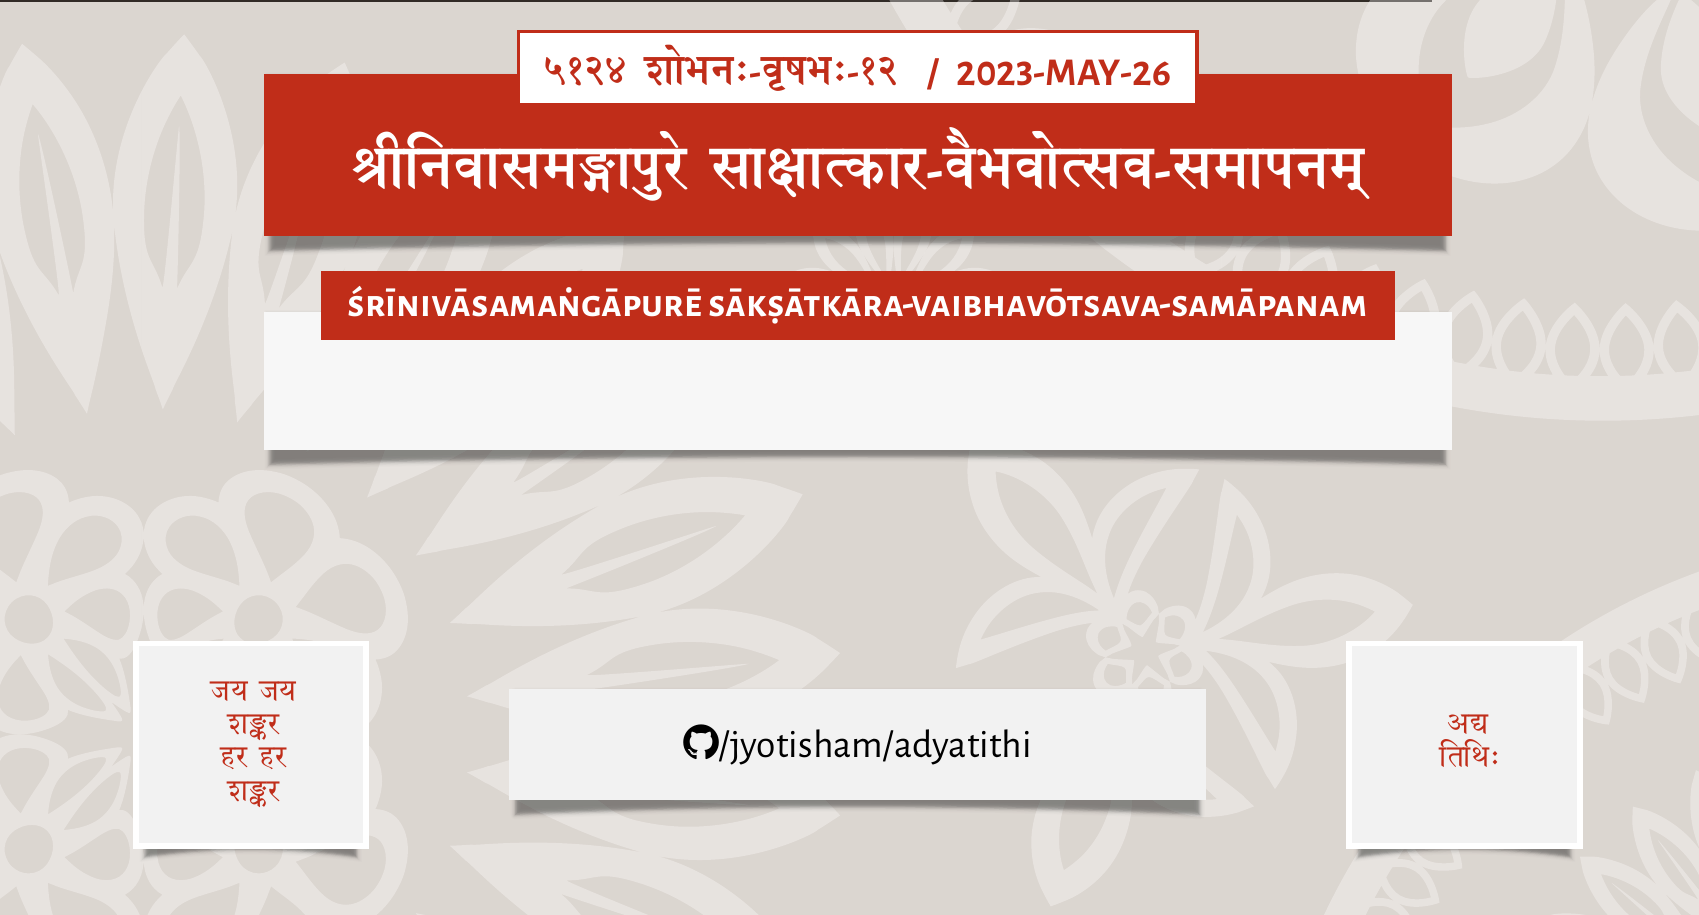 ५१२४ शोभनः-वृषभः-१२ / 2023-MAY-26
श्रीनिवासमङ्गापुरे साक्षात्कार-वैभवोत्सव-समापनम्
ŚRĪNIVĀSAMAṄGĀPURĒ SĀKṢĀTKĀRA-VAIBHAVŌTSAVA-SAMĀPANAM
जय जय
शङ्कर
हर हर
शङ्कर
/jyotisham/adyatithi
अद्य
तिथिः